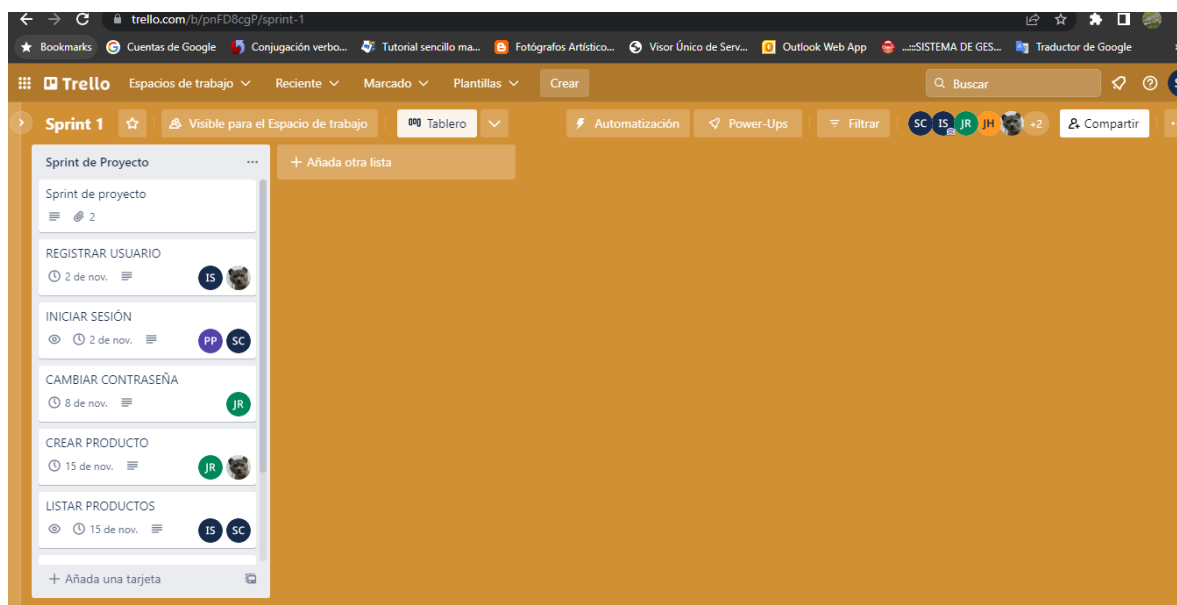 trello.com/b/pnFD8cgP/sprint-1
Bookmarks Cuentas de Google Conjugación verbo... Tutorial sencillo ma... Fotógrafos Artístico... Visor Único de Serv... Outlook Web App ...:::SISTEMA DE GES... Traductor de Google
Trello Espacios de trabajo Reciente Marcado Plantillas Crear Buscar
Sprint 1 Visible para el Espacio de trabajo Tablero Automatización Power-Ups Filtrar SC IS JR JH +2 Compartir
Sprint de Proyecto ... + Añada otra lista
Sprint de proyecto
2
REGISTRAR USUARIO
2 de nov. IS
INICIAR SESIÓN
2 de nov. PP SC
CAMBIAR CONTRASEÑA
8 de nov. JR
CREAR PRODUCTO
15 de nov. JR
LISTAR PRODUCTOS
15 de nov. IS SC
+ Añada una tarjeta